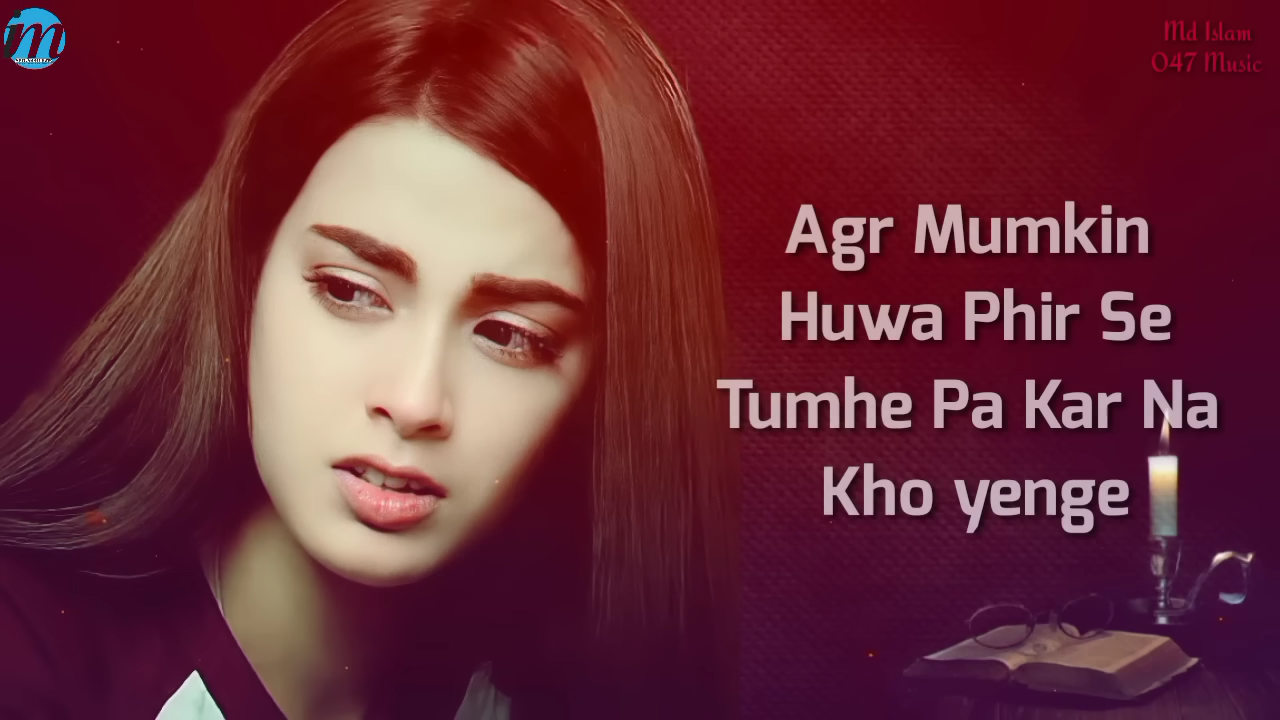 m
Md Islam
047 Music
Agr Mumkin
Huwa Phir Se
Tumhe Pa Kar Na
Kho yenge